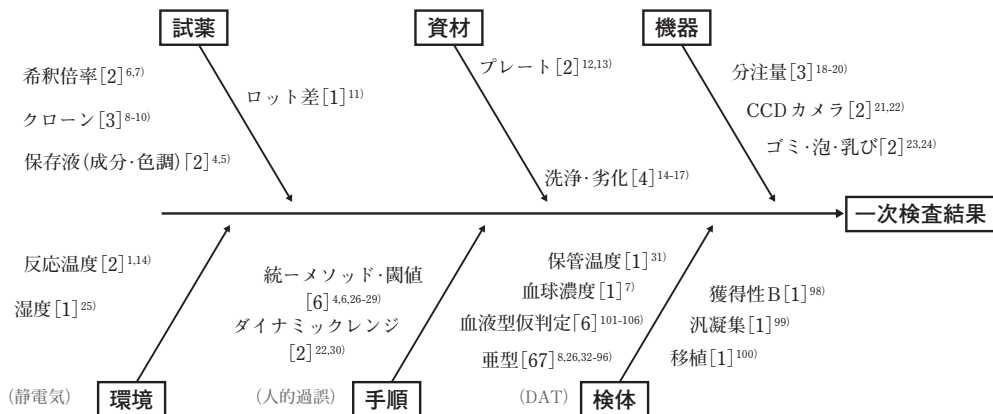 試薬
資材
機器
希釈倍率[2]6,7)
ロット差[1]11)
クローン[3]8-10)
保存液(成分·色調)[2]4,5)
プレート[2]12,13)
洗浄·劣化[4]14-17)
分注量[3]18-20)
CCDカメラ[2]21,22)
ゴミ·泡·乳び[2]23,24)
一次検査結果
反応温度[2]1,14)
湿度[1]25)
統一メソッド·閾値
[6]4,6,26-29)
ダイナミックレンジ
[2]22,30)
保管温度[1]31)
血球濃度[1]7)
血液型仮判定[6]101-106)
亜型[67]8,26,32-96)
獲得性B[1]98)
汎凝集[1]99)
移植[1]100)
(静電気)
環境
(人的過誤)
手順
(DAT)
検体